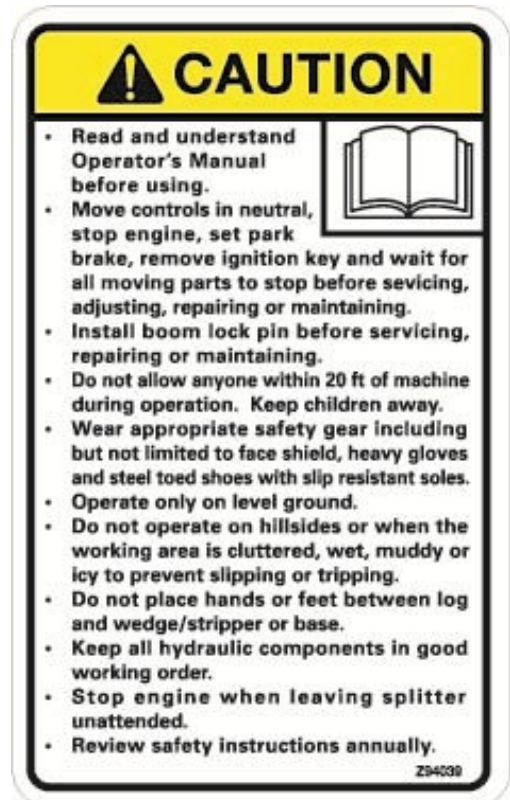 CAUTION
• Read and understand
Operator's Manual
before using.
• Move controls in neutral,
stop engine, set park
brake, remove ignition key and wait for
all moving parts to stop before sevicing,
adjusting, repairing or maintaining.
• Install boom lock pin before servicing,
repairing or maintaining.
• Do not allow anyone within 20 ft of machine
during operation. Keep children away.
• Wear appropriate safety gear including
but not limited to face shield, heavy gloves
and steel toed shoes with slip resistant soles.
• Operate only on level ground.
• Do not operate on hillsides or when the
working area is cluttered, wet, muddy or
icy to prevent slipping or tripping.
• Do not place hands or feet between log
and wedge/stripper or base.
• Keep all hydraulic components in good
working order.
• Stop engine when leaving splitter
unattended.
• Review safety instructions annually.
Z94039